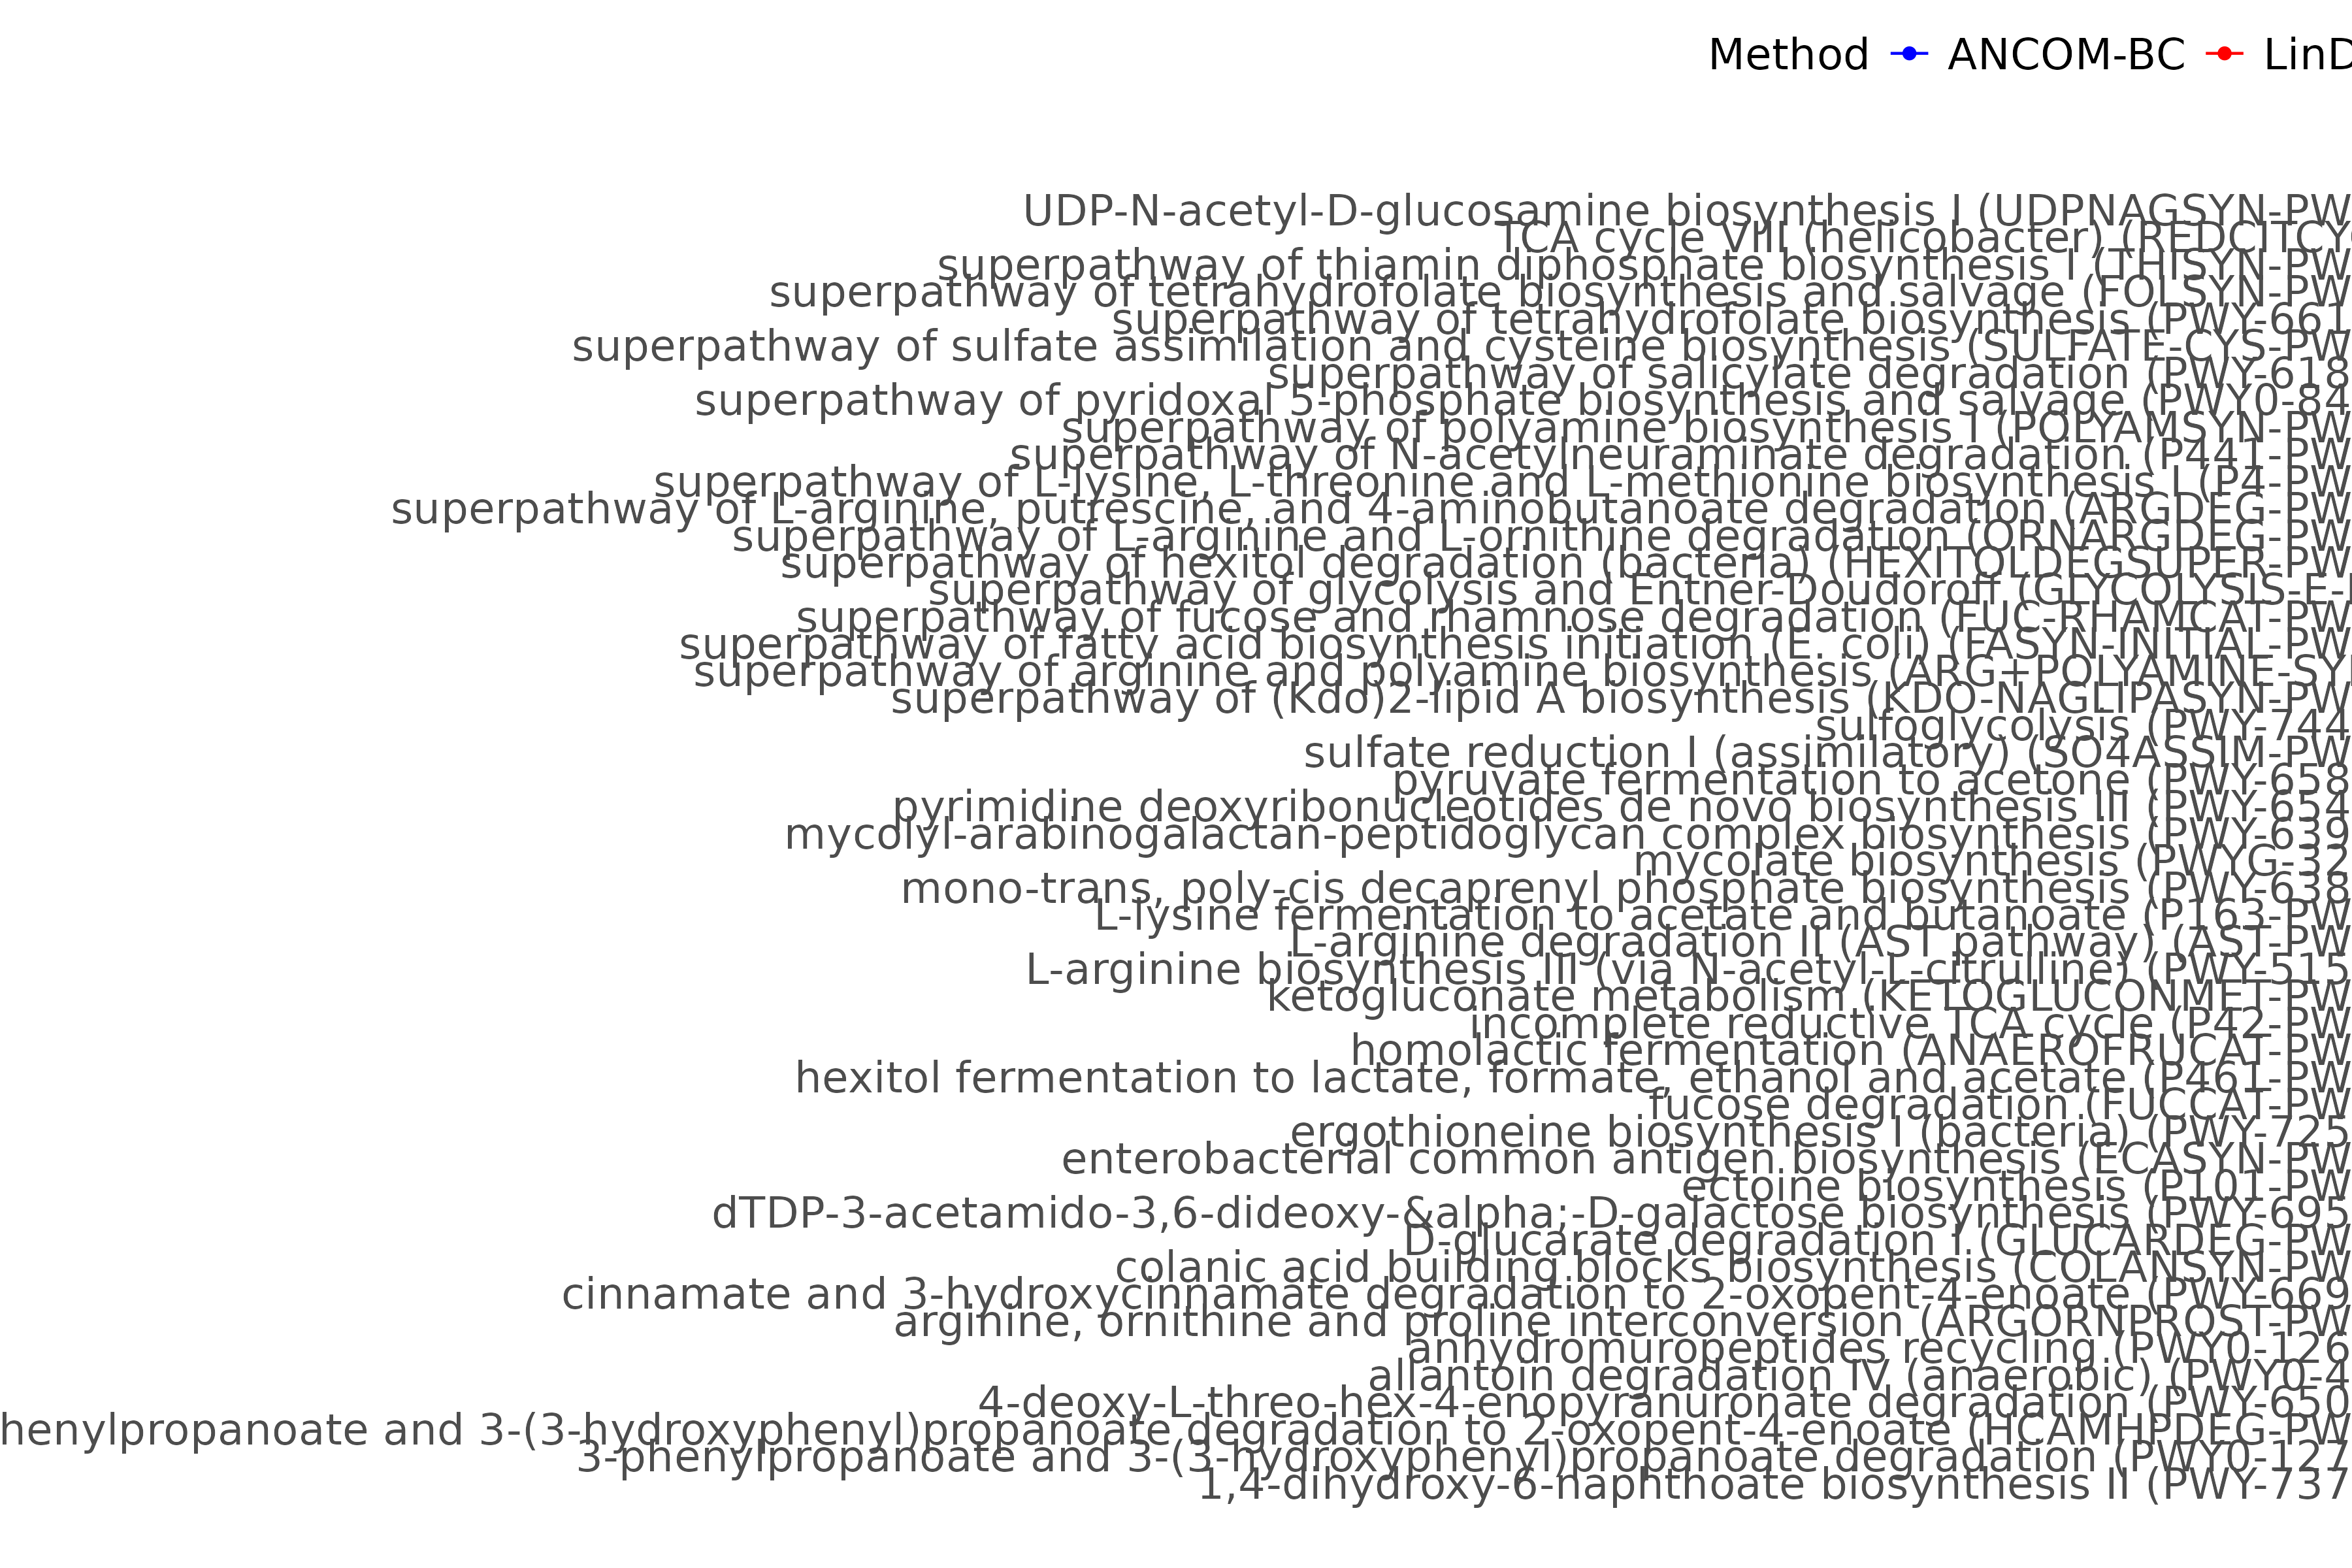 Method ANCOM-BC LinD
UDP-N-acetyl-D-glucosamine biosynthesis I (UDPNAGSYN-PW
TCA cycle VIII (helicobacter) (REDCITCY
superpathway of thiamin diphosphate biosynthesis I (THISYN-PW
superpathway of tetrahydrofolate biosynthesis and salvage (FOLSYN-PW
superpathway of tetrahydrofolate biosynthesis (PWY-661
superpathway of sulfate assimilation and cysteine biosynthesis (SULFATE-CYS-PW
superpathway of salicylate degradation (PWY-618
superpathway of pyridoxal 5-phosphate biosynthesis and salvage (PWY0-84
superpathway of polyamine biosynthesis I (POLYAMSYN-PW
superpathway of N-acetylneuraminate degradation (P441-PW
superpathway of L-lysine, L-threonine and L-methionine biosynthesis I (P4-PW
superpathway of L-arginine, putrescine, and 4-aminobutanoate degradation (ARGDEG-PW
superpathway of L-arginine and L-ornithine degradation (ORNARGDEG-PW
superpathway of hexitol degradation (bacteria) (HEXITOLDEGSUPER-PW
superpathway of glycolysis and Entner-Doudoroff (GLYCOLYSIS-E-
superpathway of fucose and rhamnose degradation (FUC-RHAMCAT-PW
superpathway of fatty acid biosynthesis initiation (E. coli) (FASYN-INITIAL-PW
superpathway of arginine and polyamine biosynthesis (ARG+POLYAMINE-SY
superpathway of (Kdo)2-lipid A biosynthesis (KDO-NAGLIPASYN-PW
sulfoglycolysis (PWY-744
sulfate reduction I (assimilatory) (SO4ASSIM-PW
pyruvate fermentation to acetone (PWY-658
pyrimidine deoxyribonucleotides de novo biosynthesis III (PWY-654
mycolyl-arabinogalactan-peptidoglycan complex biosynthesis (PWY-639
mycolate biosynthesis (PWYG-32
mono-trans, poly-cis decaprenyl phosphate biosynthesis (PWY-638
L-lysine fermentation to acetate and butanoate (P163-PW
L-arginine degradation II (AST pathway) (AST-PW
L-arginine biosynthesis III (via N-acetyl-L-citrulline) (PWY-515
ketogluconate metabolism (KETOGLUCONMET-PW
incomplete reductive TCA cycle (P42-PW
homolactic fermentation (ANAEROFRUCAT-PW
hexitol fermentation to lactate, formate, ethanol and acetate (P461-PW
fucose degradation (FUCCAT-PW
ergothioneine biosynthesis I (bacteria) (PWY-725
enterobacterial common antigen biosynthesis (ECASYN-PW
ectoine biosynthesis (P101-PW
dTDP-3-acetamido-3,6-dideoxy-&alpha;-D-galactose biosynthesis (PWY-695
D-glucarate degradation I (GLUCARDEG-PW
colanic acid building blocks biosynthesis (COLANSYN-PW
cinnamate and 3-hydroxycinnamate degradation to 2-oxopent-4-enoate (PWY-669
arginine, ornithine and proline interconversion (ARGORNPROST-PW
anhydromuropeptides recycling (PWY0-126
allantoin degradation IV (anaerobic) (PWY0-4
4-deoxy-L-threo-hex-4-enopyranuronate degradation (PWY-650
henylpropanoate and 3-(3-hydroxyphenyl)propanoate degradation to 2-oxopent-4-enoate (HCAMHPDEG-PW
3-phenylpropanoate and 3-(3-hydroxyphenyl)propanoate degradation (PWY0-127
1,4-dihydroxy-6-naphthoate biosynthesis II (PWY-737